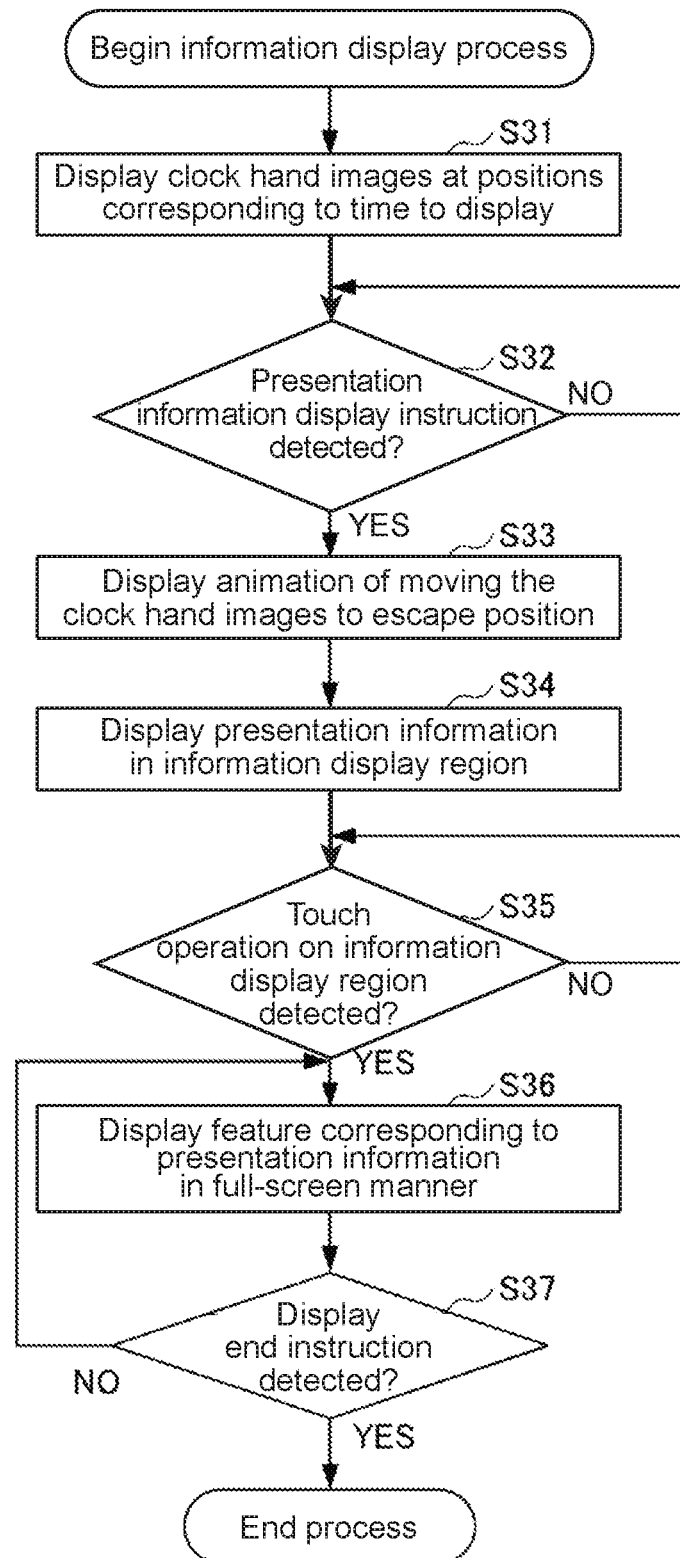 Begin information display process
S31
Display clock hand images at positions
corresponding to time to display
S32
Presentation
information display instruction
detected?
NO
YES
S33
Display animation of moving the
clock hand images to escape position
S34
Display presentation information
in information display region
S35
Touch
operation on information
display region
detected?
NO
YES
S36
Display feature corresponding to
presentation information
in full-screen manner
S37
Display
end instruction
detected?
NO
YES
End process